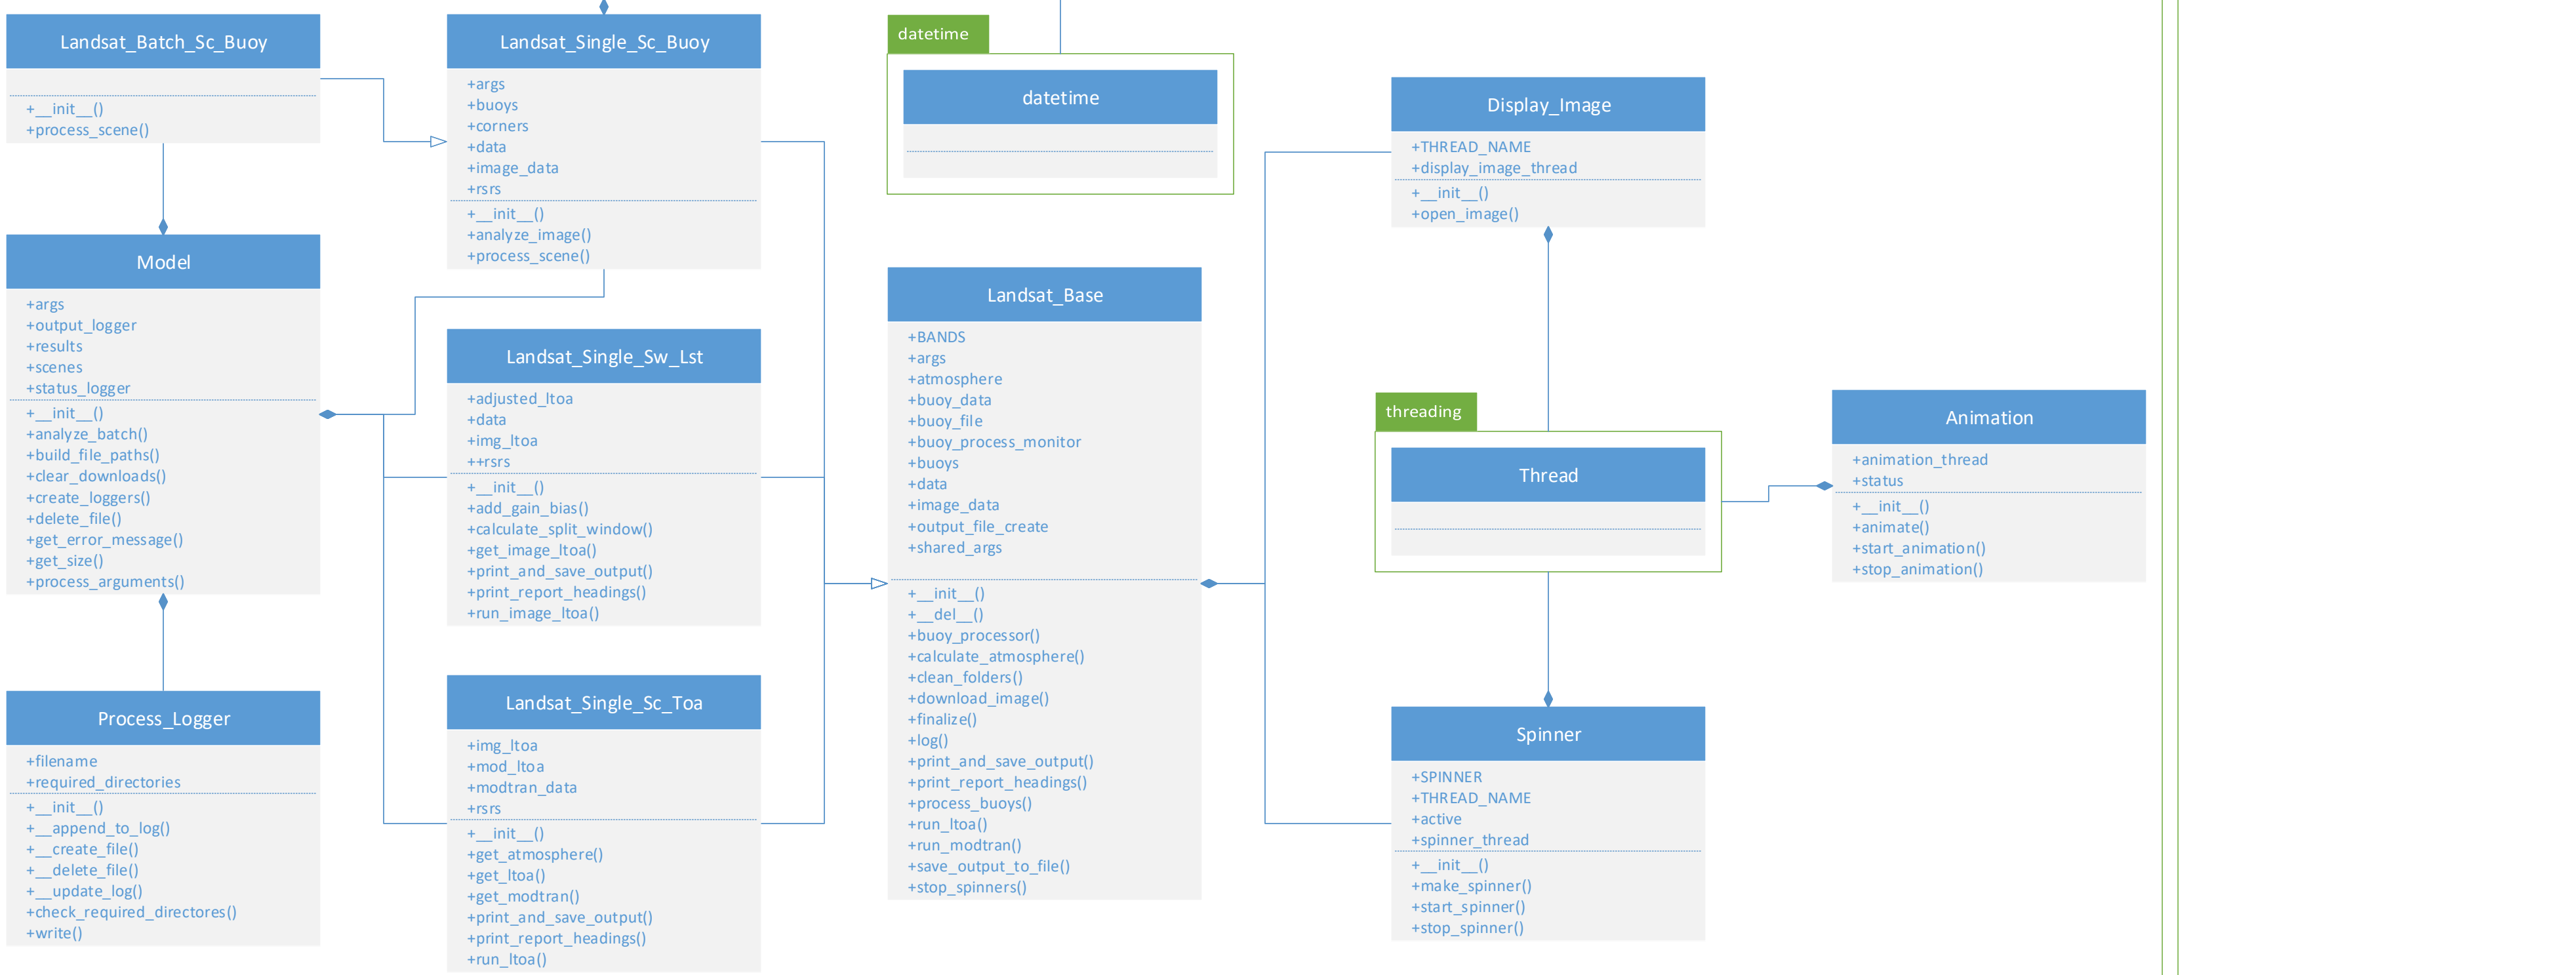 Landsat_Batch_Sc_Buoy
+__init__()
+process_scene()
Model
+args
+output_logger
+results
+scenes
+status_logger
+__init__()
+analyze_batch()
+build_file_paths()
+clear_downloads()
+create_loggers()
+delete_file()
+get_error_message()
+get_size()
+process_arguments()
Process_Logger
+filename
+required_directories
+__init__()
+__append_to_log()
+__create_file()
+__delete_file()
+__update_log()
+check_required_directores()
+write()
Landsat_Single_Sc_Buoy
+args
+buoys
+corners
+data
+image_data
+rsrs
+__init__()
+analyze_image()
+process_scene()
Landsat_Single_Sw_Lst
+adjusted_ltoa
+data
+img_ltoa
++rsrs
+__init__()
+add_gain_bias()
+calculate_split_window()
+get_image_ltoa()
+print_and_save_output()
+print_report_headings()
+run_image_ltoa()
Landsat_Single_Sc_Toa
+img_ltoa
+mod_ltoa
+modtran_data
+rsrs
+__init__()
+get_atmosphere()
+get_ltoa()
+get_modtran()
+print_and_save_output()
+print_report_headings()
+run_ltoa()
datetime
datetime
Landsat_Base
+BANDS
+args
+atmosphere
+buoy_data
+buoy_file
+buoy_process_monitor
+buoys
+data
+image_data
+output_file_create
+shared_args
+__init__()
+__del__()
+buoy_processor()
+calculate_atmosphere()
+clean_folders()
+download_image()
+finalize()
+log()
+print_and_save_output()
+print_report_headings()
+process_buoys()
+run_ltoa()
+run_modtran()
+save_output_to_file()
+stop_spinners()
Display_Image
+THREAD_NAME
+display_image_thread
+__init__()
+open_image()
threading
Thread
Spinner
+SPINNER
+THREAD_NAME
+active
+spinner_thread
+__init__()
+make_spinner()
+start_spinner()
+stop_spinner()
Animation
+animation_thread
+status
+__init__()
+animate()
+start_animation()
+stop_animation()